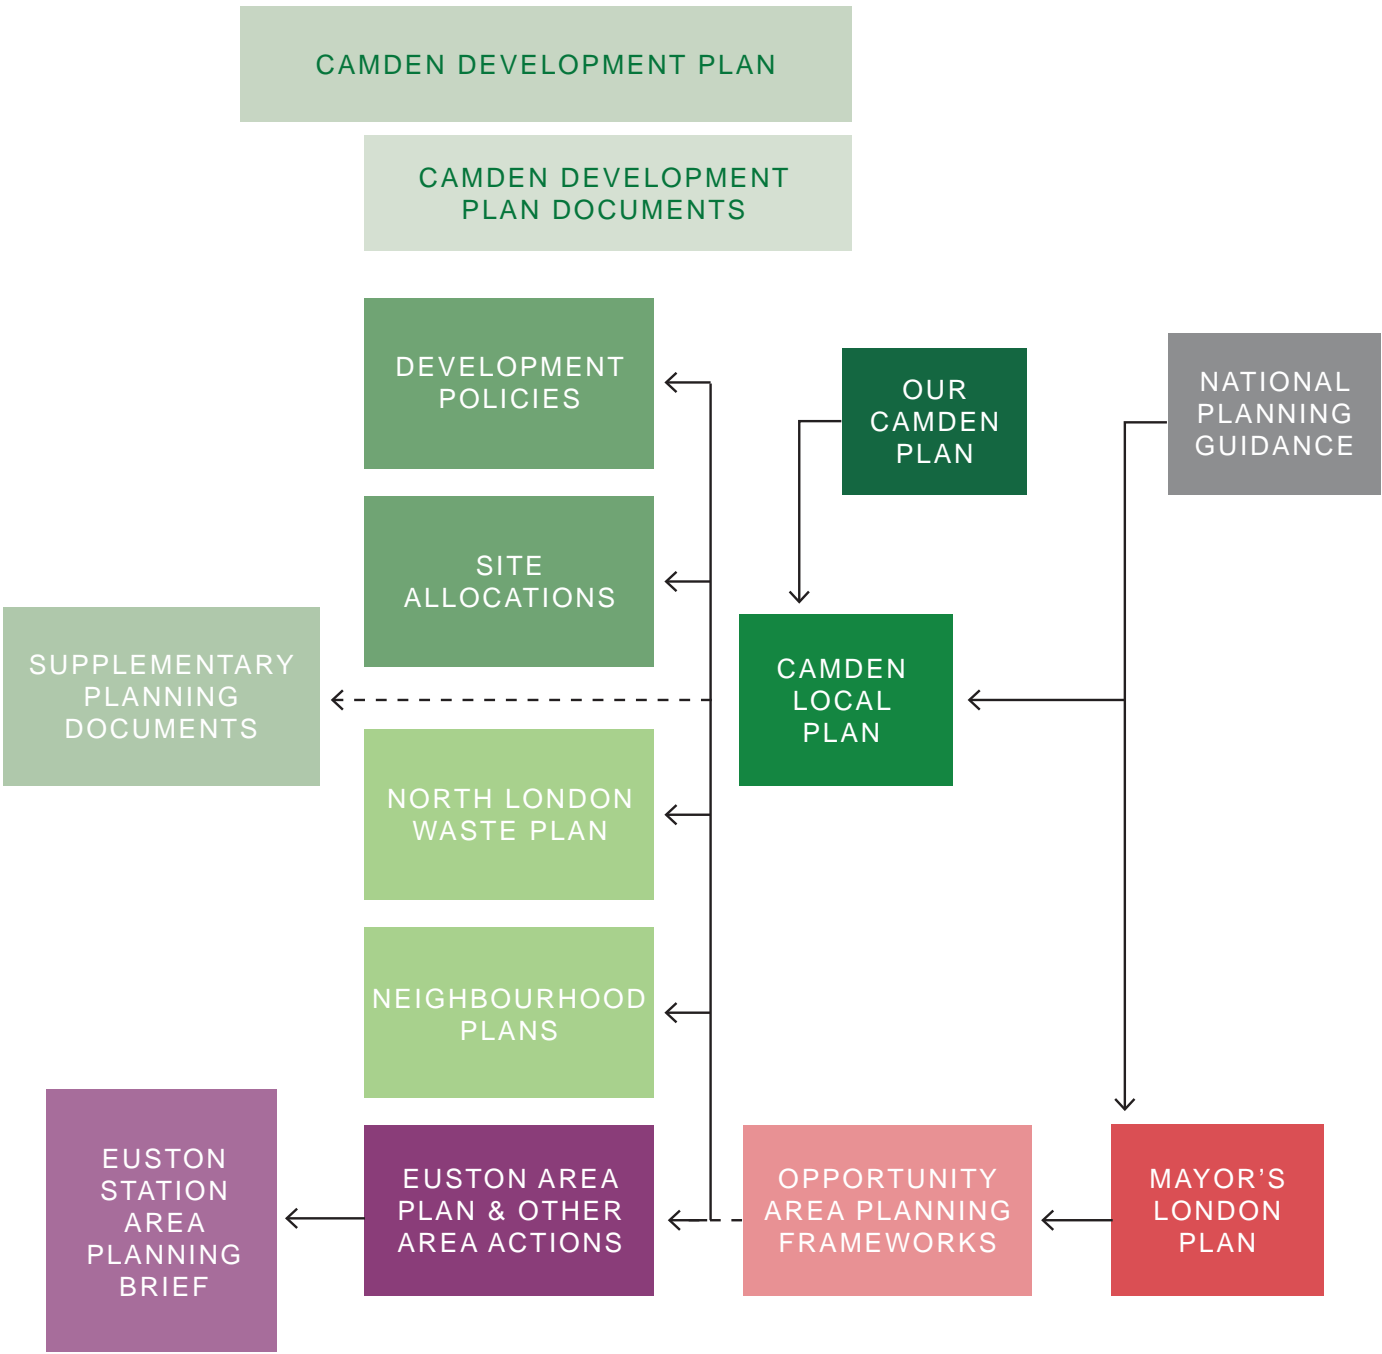 CAMDEN DEVELOPMENT PLAN
CAMDEN DEVELOPMENT
PLAN DOCUMENTS
DEVELOPMENT
POLICIES
OUR
CAMDEN
PLAN
NATIONAL
PLANNING
GUIDANCE
SITE
ALLOCATIONS
SUPPLEMENTARY
PLANNING
DOCUMENTS
CAMDEN
LOCAL
PLAN
NORTH LONDON
WASTE PLAN
NEIGHBOURHOOD
PLANS
EUSTON
STATION
AREA
PLANNING
BRIEF
EUSTON AREA
PLAN & OTHER
AREA ACTIONS
OPPORTUNITY
AREA PLANNING
FRAMEWORKS
MAYOR’S
LONDON
PLAN